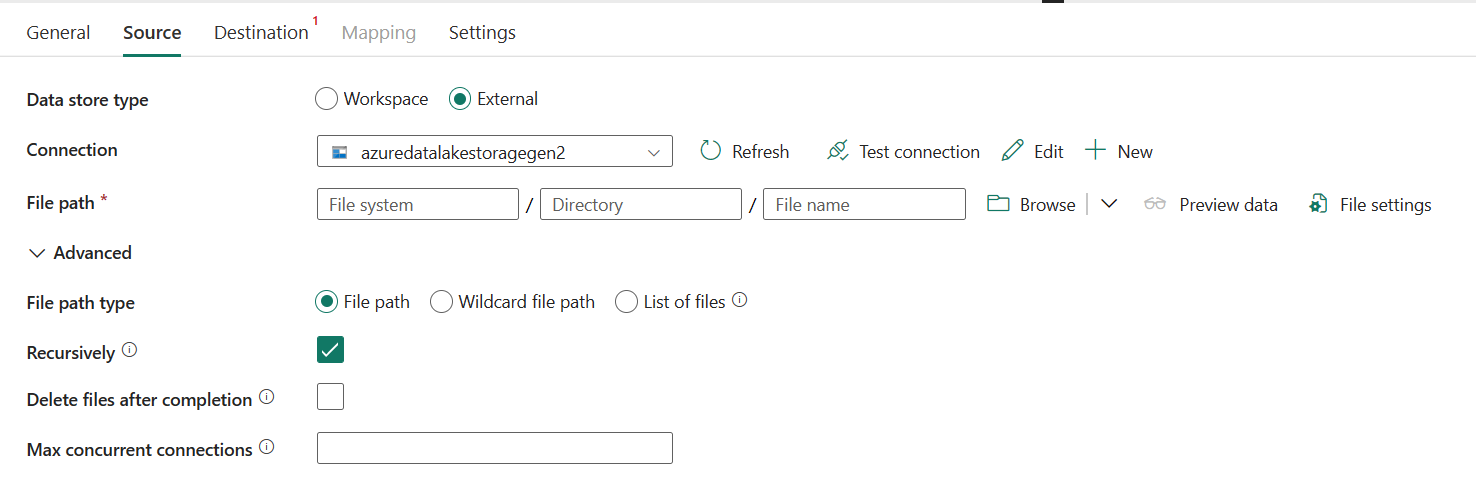 General Source Destination 1 Mapping Settings
Data store type Workspace External
Connection azuredatalakestoragegen2 Refresh Test connection Edit New
File path * File system / Directory / File name Browse Preview data File settings
Advanced
File path type File path Wildcard file path List of files
Recursively
Delete files after completion
Max concurrent connections